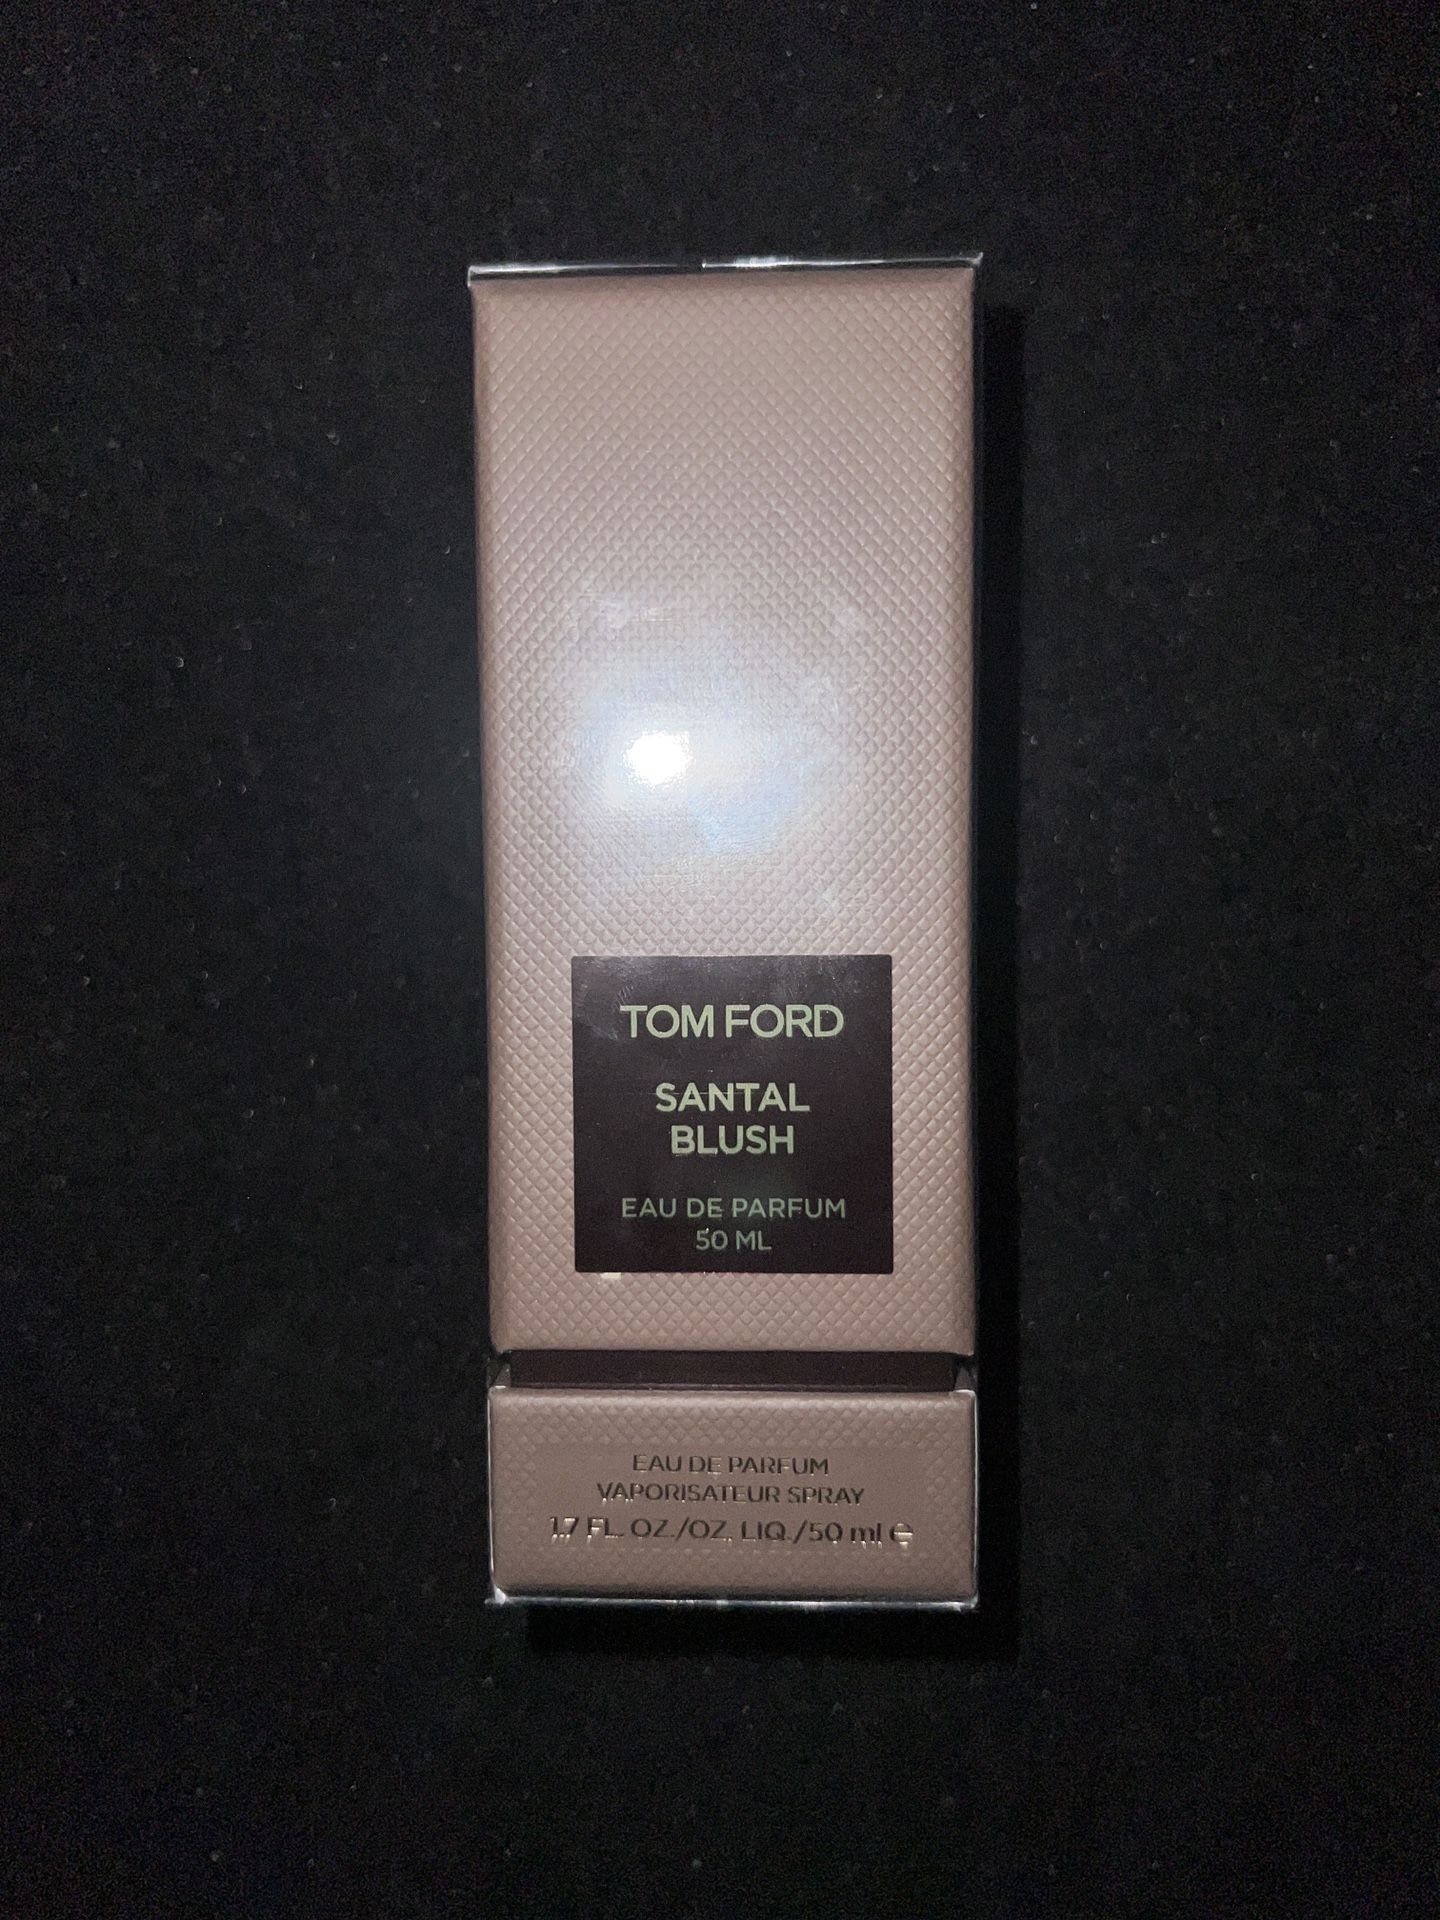 TOM FORD
SANTAL
BLUSH
EAU DE PARFUM
50 ML
EAU DE PARFUM
VAPORISATEUR SPRAY
1.7 FL. OZ./OZ. LIQ./50 ml ℮